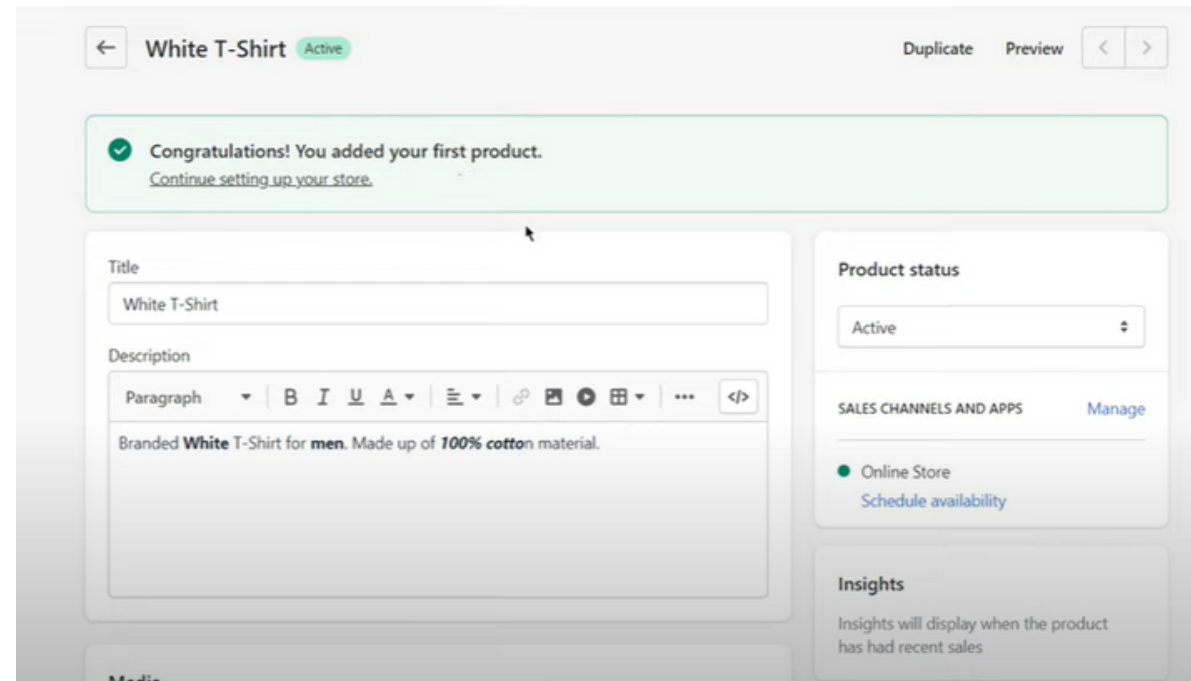 White T-Shirt Active
Duplicate Preview
Congratulations! You added your first product.
Continue setting up your store.
Title
White T-Shirt
Description
Paragraph B I U A </>
Branded White T-Shirt for men. Made up of 100% cotton material.
Product status
Active
SALES CHANNELS AND APPS Manage
Online Store
Schedule availability
Insights
Insights will display when the product
has had recent sales
Media